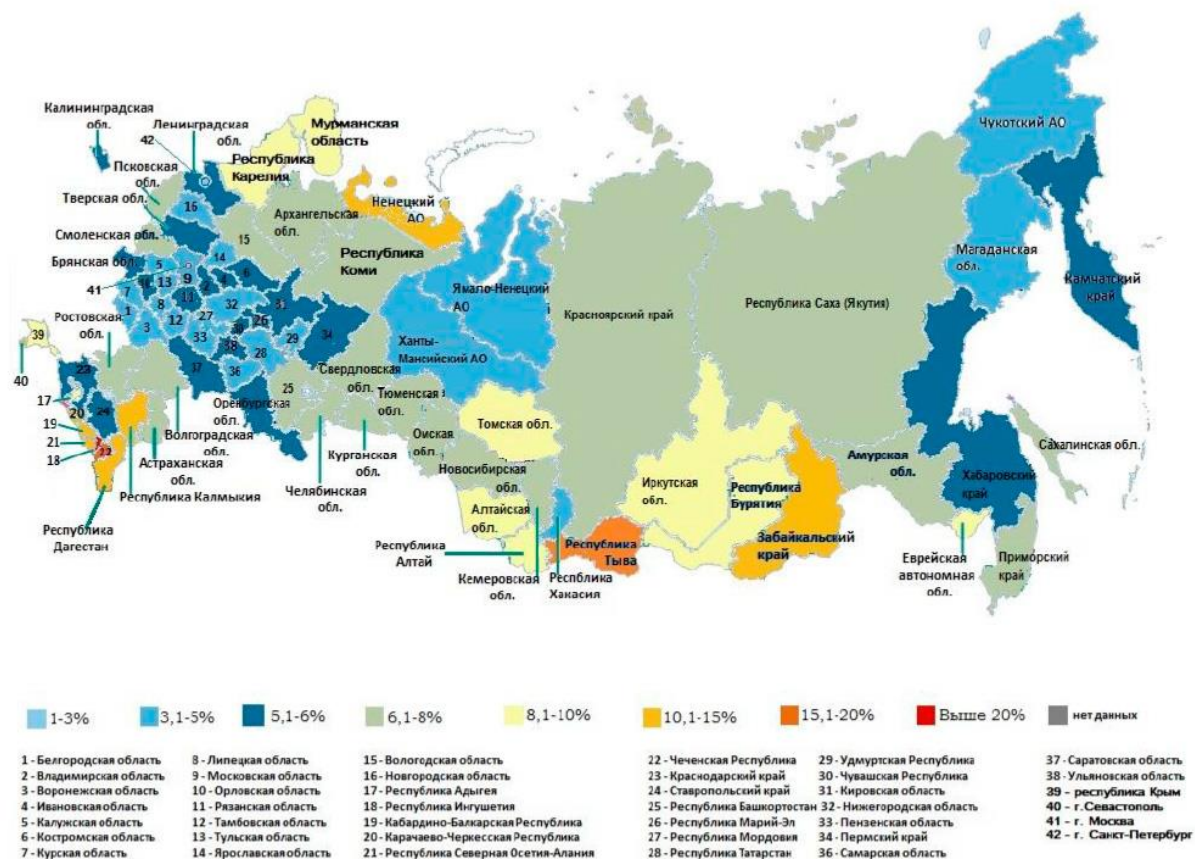 Калининградская
обл.
Ленинградская
обл.
42
Мурманская
область
Республика
Карелия
Псковская
обл.
Тверская обл.
Смоленская обл.
Брянская обл.
41
Ростовская
обл.
Ненецкий
АО
Архангельская
обл.
Республика
Коми
Ямало-Ненецкий
АО
Ханты-
Мансийский АО
Красноярский край
Республика Саха (Якутия)
Чукотский АО
Магаданская
обл.
Камчатский
край
16
15
14
5
13
9
2
4
6
10
7
8
11
1
12
27
32
31
3
33
30
26
34
38
28
29
36
37
25
39
40
23
17
20
24
19
21
18
22
Свердловская
обл.
Тюменская
обл.
Оренбургская
обл.
Волгоградская
обл.
Астраханская
обл.
Республика Калмыкия
Республика
Дагестан
Челябинская
обл.
Курганская
обл.
Омская
обл.
Новосибирская
обл.
Томская обл.
Алтайская
обл.
Республика
Алтай
Кемеровская
обл.
Респблика
Хакасия
Республика
Тыва
Иркутская
обл.
Республика
Бурятия
Забайкальский
край
Амурская
обл.
Хабаровский
край
Сахалинская обл.
Еврейская
автономная
обл.
Приморский
край
1-3%
3,1-5%
5,1-6%
6,1-8%
8,1-10%
10,1-15%
15,1-20%
Выше 20%
нет данных
1 - Белгородская область
2 - Владимирская область
3 - Воронежская область
4 - Ивановская область
5 - Калужская область
6 - Костромская область
7 - Курская область
8 - Липецкая область
9 - Московская область
10 - Орловская область
11 - Рязанская область
12 - Тамбовская область
13 - Тульская область
14 - Ярославская область
15 - Вологодская область
16 - Новгородская область
17 - Республика Адыгея
18 - Республика Ингушетия
19 - Кабардино-Балкарская Республика
20 - Карачаево-Черкесская Республика
21 - Республика Северная Осетия-Алания
22 - Чеченская Республика
23 - Краснодарский край
24 - Ставропольский край
25 - Республика Башкортостан
26 - Республика Марий-Эл
27 - Республика Мордовия
28 - Республика Татарстан
29 - Удмуртская Республика
30 - Чувашская Республика
31 - Кировская область
32 - Нижегородская область
33 - Пензенская область
34 - Пермский край
36 - Самарская область
37 - Саратовская область
38 - Ульяновская область
39 - республика Крым
40 - г.Севастополь
41 - г. Москва
42 - г. Санкт-Петербург